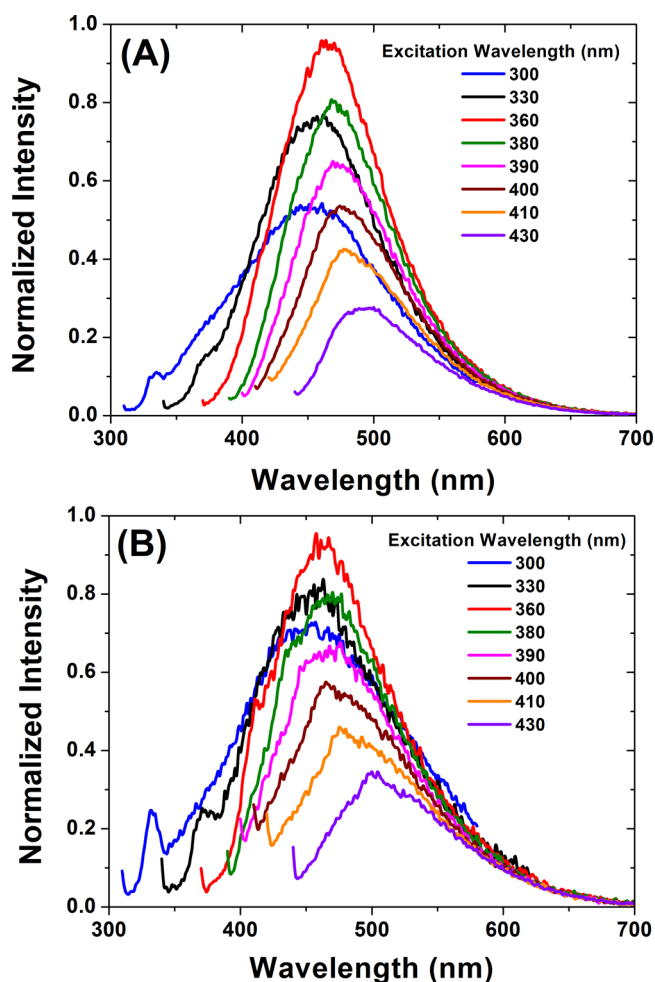 (A)
Excitation Wavelength (nm)
300
330
360
380
390
400
410
430
Normalized Intensity
1.0
0.8
0.6
0.4
0.2
0.0
300 400 500 600 700
Wavelength (nm)
(B)
Excitation Wavelength (nm)
300
330
360
380
390
400
410
430
Normalized Intensity
1.0
0.8
0.6
0.4
0.2
0.0
300 400 500 600 700
Wavelength (nm)